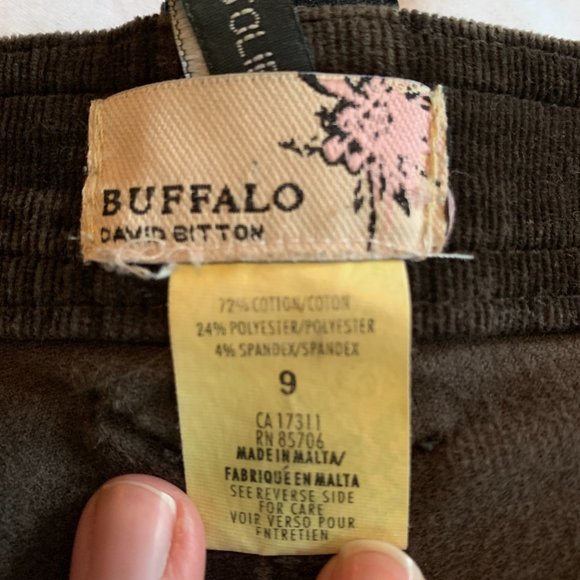 BUFFALO
DAVID BITTON
72% COTTON/COTON
24% POLYESTER/POLYESTER
4% SPANDEX/SPANDEX
9
CA 17311
RN 85706
MADE IN MALTA/
FABRIQUÉ EN MALTA
SEE REVERSE SIDE
FOR CARE
VOIR VERSO POUR
ENTRETIEN